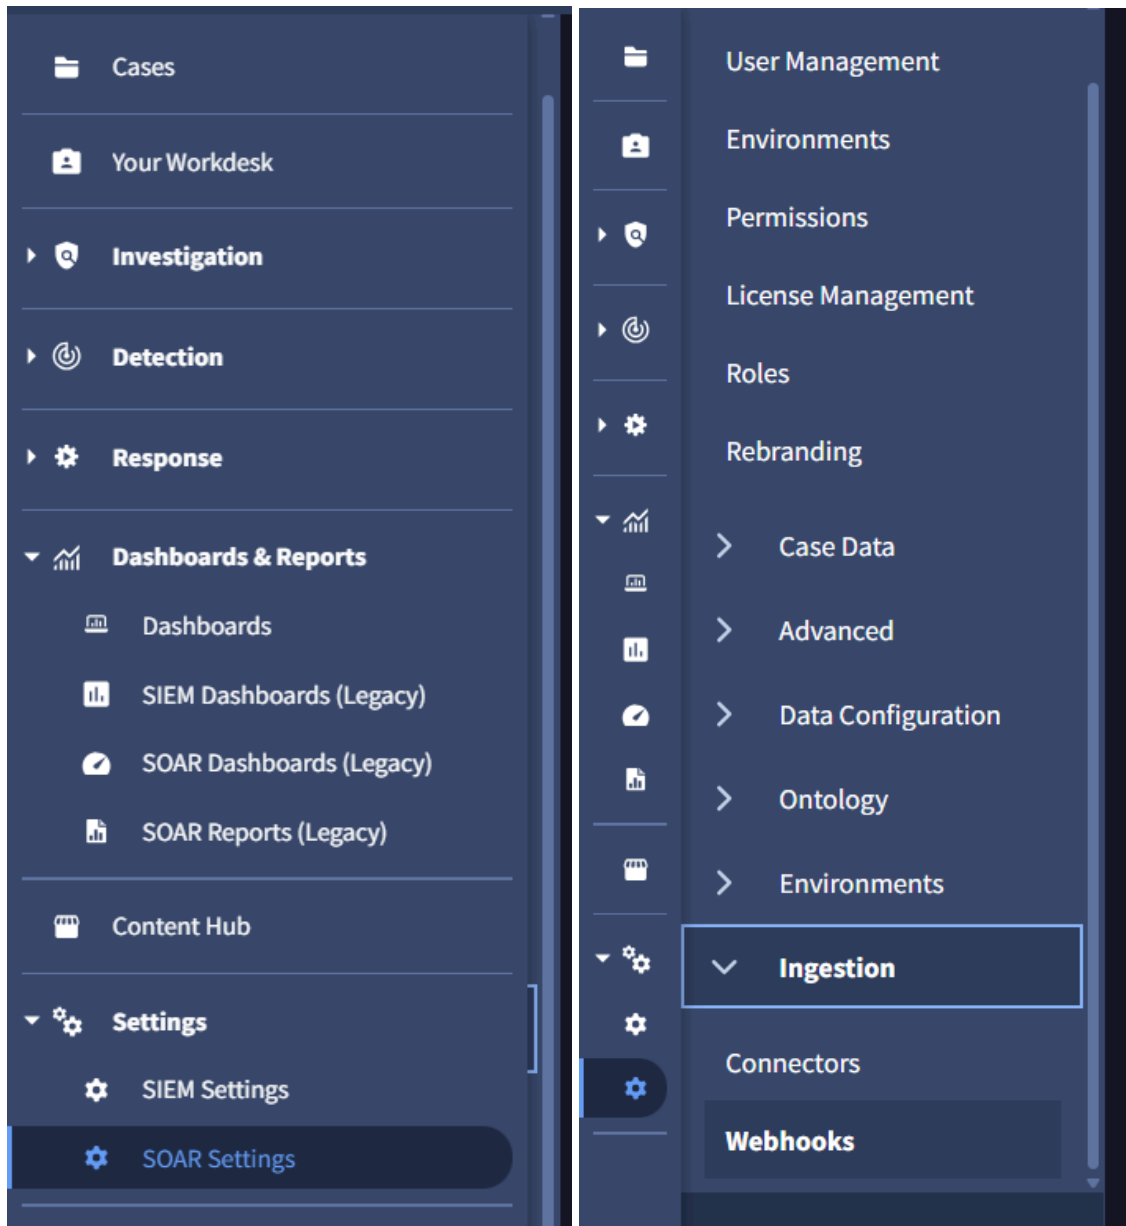 Cases
Your Workdesk
Investigation
Detection
Response
Dashboards & Reports
Dashboards
SIEM Dashboards (Legacy)
SOAR Dashboards (Legacy)
SOAR Reports (Legacy)
Content Hub
Settings
SIEM Settings
SOAR Settings
User Management
Environments
Permissions
License Management
Roles
Rebranding
Case Data
Advanced
Data Configuration
Ontology
Environments
Ingestion
Connectors
Webhooks